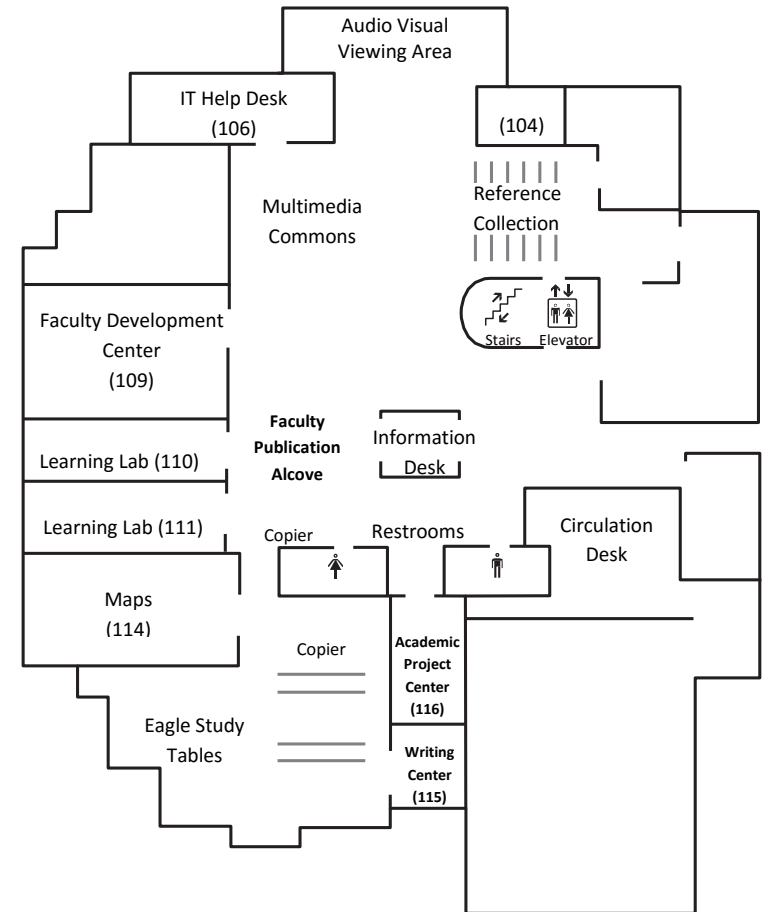 Audio Visual
Viewing Area
IT Help Desk
(106)
(104)
Multimedia
Commons
Reference
Collection
Stairs
Elevator
Faculty Development
Center
(109)
Faculty
Publication
Alcove
Information
Desk
Learning Lab (110)
Learning Lab (111)
Copier
Restrooms
Circulation
Desk
Maps
(114)
Copier
Academic
Project
Center
(116)
Eagle Study
Tables
Writing
Center
(115)